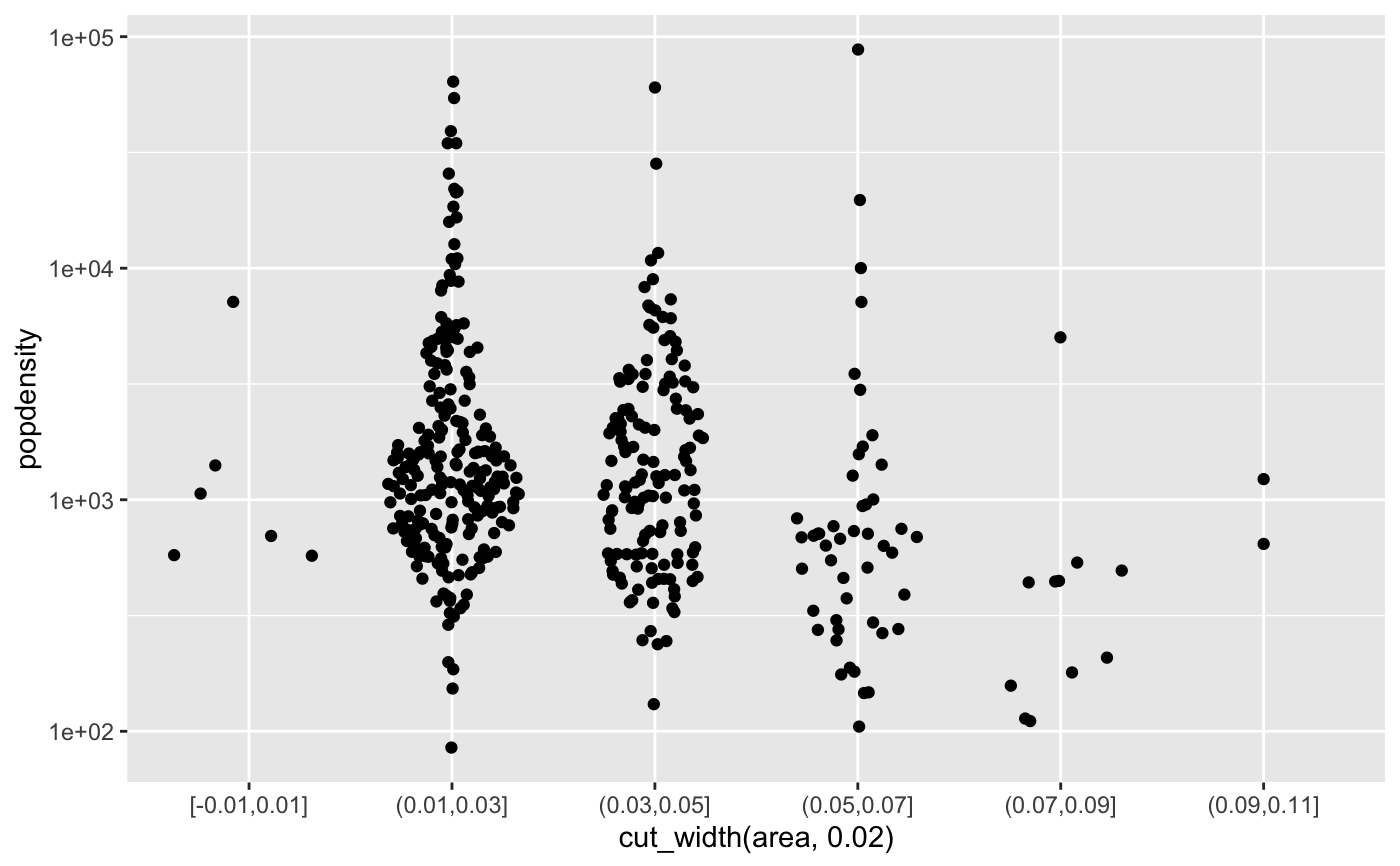 1e+05
1e+04
1e+03
1e+02
popdensity
[-0.01,0.01]
(0.01,0.03]
(0.03,0.05]
(0.05,0.07]
(0.07,0.09]
(0.09,0.11]
cut_width(area, 0.02)